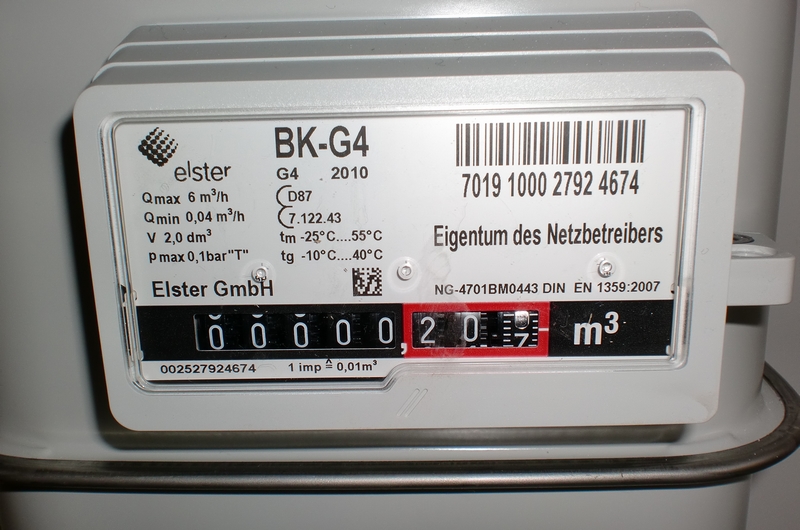 elster
BK-G4
G4 2010
Qmax 6 m³/h
D87
Qmin 0,04 m³/h
7.122.43
V 2,0 dm³
tm -25°C....55°C
pmax 0,1bar"T"
tg -10°C....40°C
Elster GmbH
7019 1000 2792 4674
Eigentum des Netzbetreibers
NG-4701BM0443 DIN EN 1359:2007
00000,20 7 m³
002527924674
1 imp ≙ 0,01m³